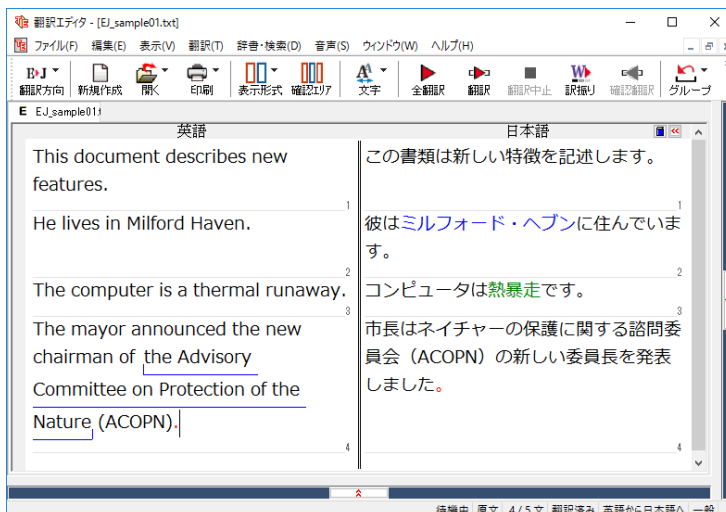 翻訳エディタ - [EJ_sample01.txt]
ファイル(F) 編集(E) 表示(V) 翻訳(T) 辞書・検索(D) 音声(S) ウィンドウ(W) ヘルプ(H)
翻訳方向 新規作成 開く 印刷 表示形式 確認エリア 文字 全翻訳 翻訳 翻訳中止 訳振り 確認翻訳 グループ
E EJ_sample01.
英語 日本語
This document describes new
features.
1
この書類は新しい特徴を記述します。
1
He lives in Milford Haven.
2
彼はミルフォード・ヘブンに住んでいま
す。
2
The computer is a thermal runaway.
3
コンピュータは熱暴走です。
3
The mayor announced the new
chairman of the Advisory
Committee on Protection of the
Nature (ACOPN).
4
市長はネイチャーの保護に関する諮問委
員会（ACOPN）の新しい委員長を発表
しました。
4
待機中 原文 4/5文 翻訳済み 英語から日本語へ 一般